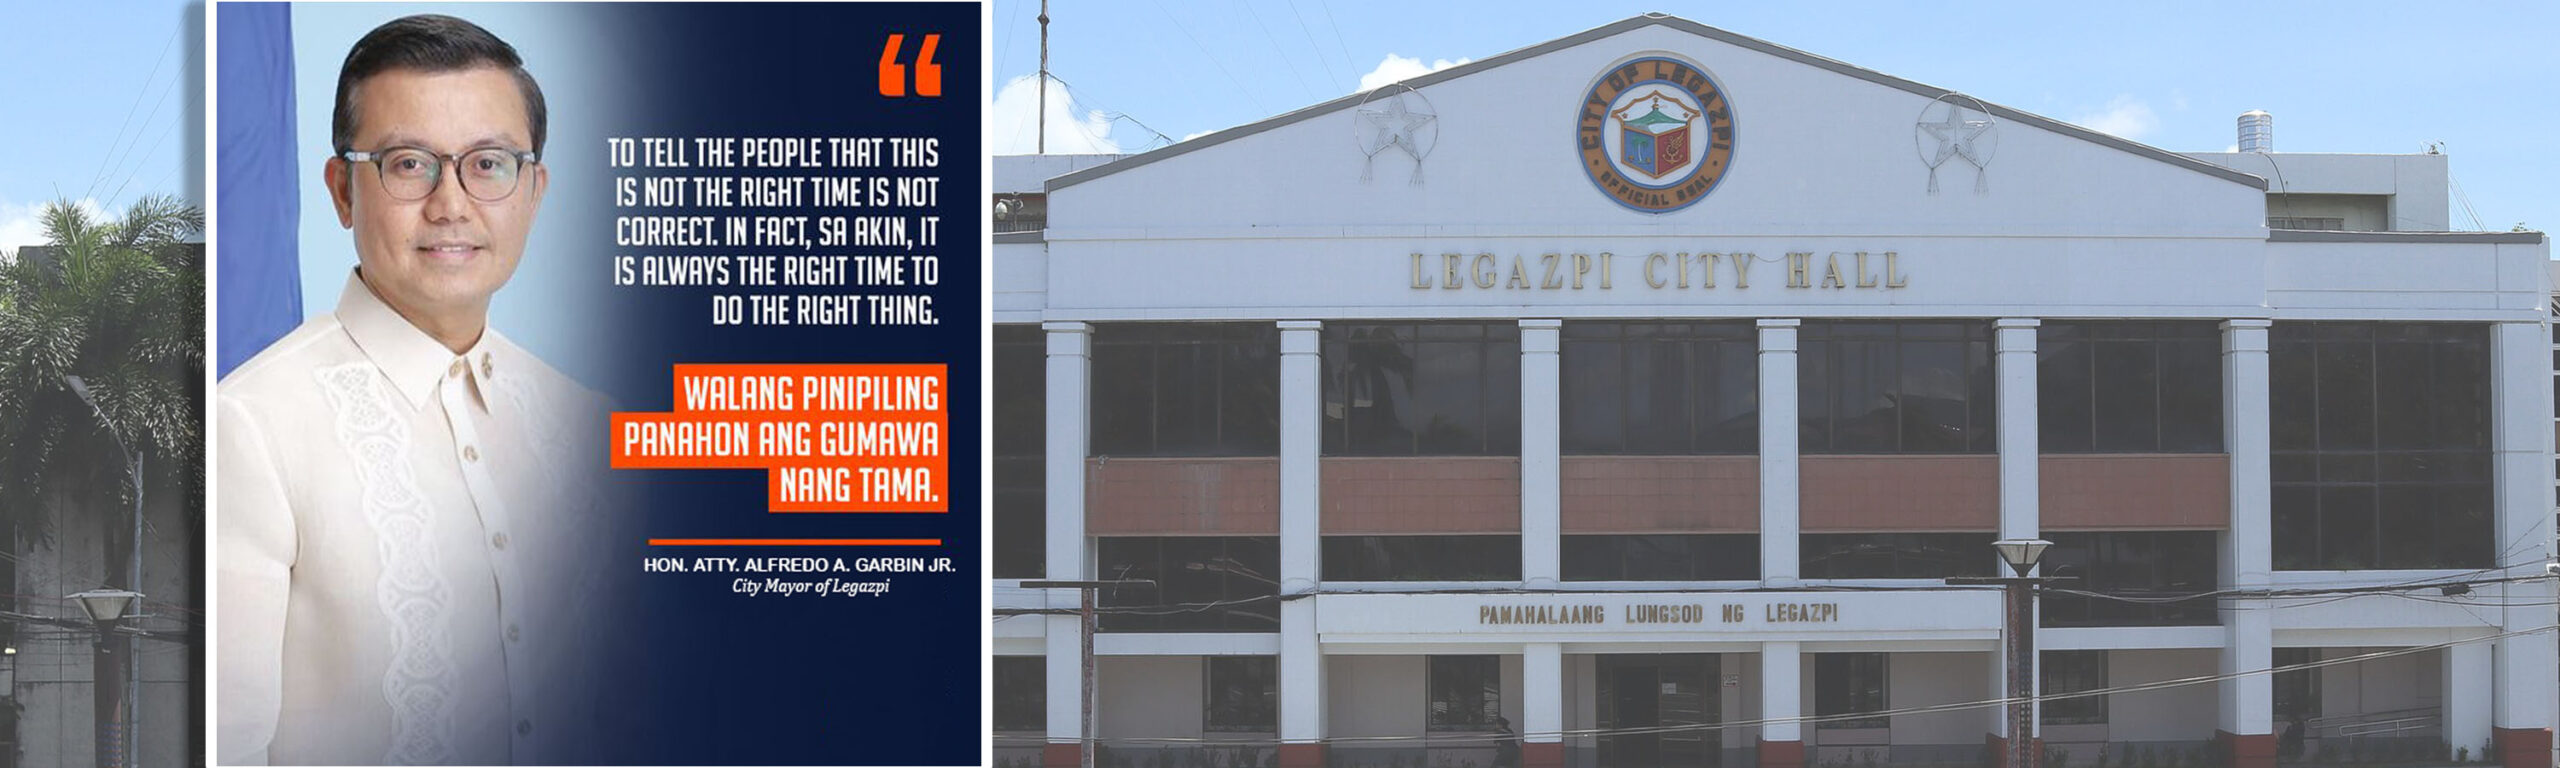 “
TO TELL THE PEOPLE THAT THIS
IS NOT THE RIGHT TIME IS NOT
CORRECT. IN FACT, SA AKIN, IT
IS ALWAYS THE RIGHT TIME TO
DO THE RIGHT THING.
WALANG PINIPILING
PANAHON ANG GUMAWA
NANG TAMA.
HON. ATTY. ALFREDO A. GARBIN JR.
City Mayor of Legazpi
CITY OF LEGAZPI
OFFICIAL SEAL
LEGAZPI CITY HALL
PAMAHALAANG LUNGSOD NG LEGAZPI